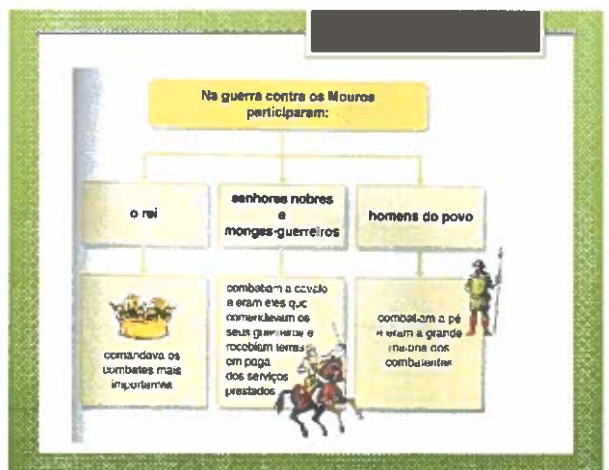 Na guerra contra os Mouros
participaram:
o rei
senhores nobres
e
monges-guerreiros
homens do povo
comandava os
combates mais
importantes
combatiam a cavalo
e eram eles que
comandavam os
seus guerreiros e
recebiam terras
em paga
dos serviços
prestados
combatiam a pé
e eram a grande
maioria dos
combatentes